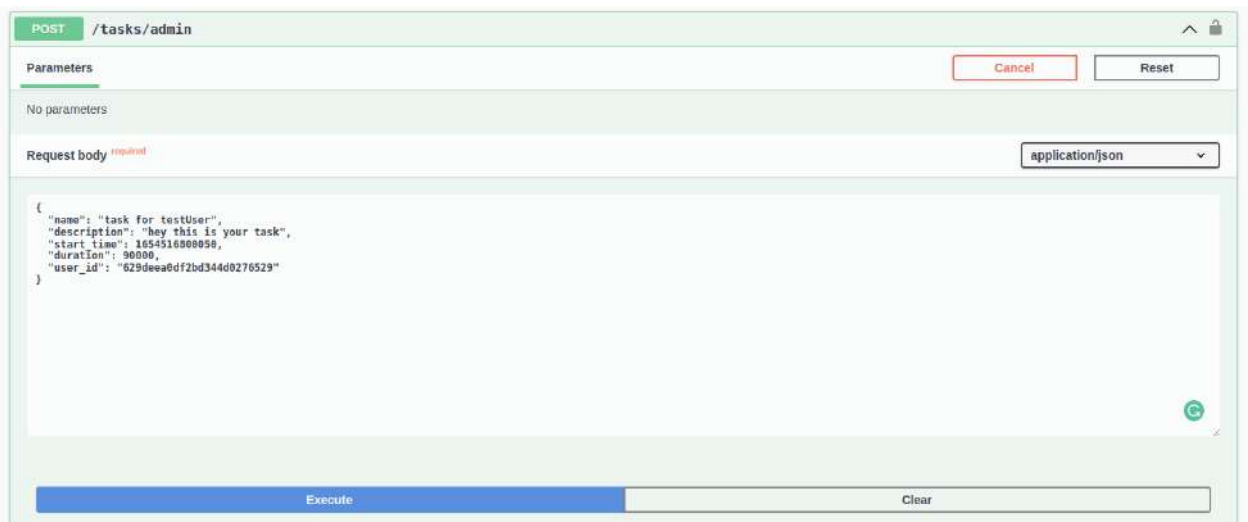 POST /tasks/admin
Parameters
Cancel
Reset
No parameters
Request body required
application/json
{
"name": "task for testUser",
"description": "hey this is your task",
"start_time": 1654516800050,
"duration": 90000,
"user_id": "629deea0df2bd344d0276529"
}
Execute
Clear